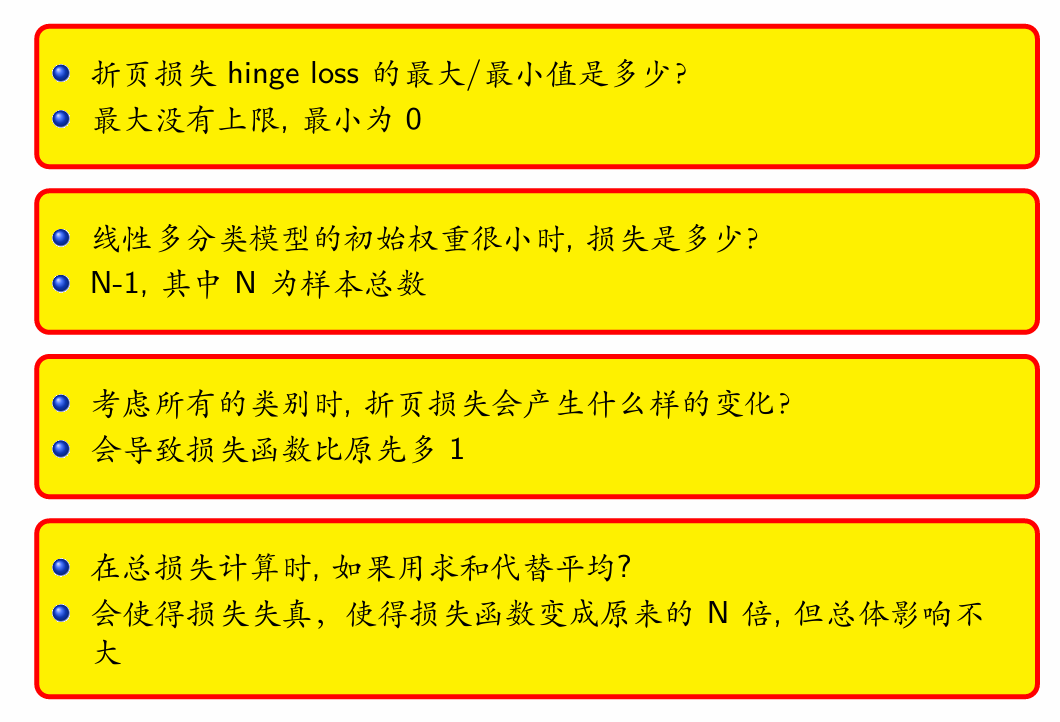 折页损失 hinge loss 的最大/最小值是多少?
最大没有上限, 最小为 0
线性多分类模型的初始权重很小时, 损失是多少?
N-1, 其中 N 为样本总数
考虑所有的类别时, 折页损失会产生什么样的变化?
会导致损失函数比原先多 1
在总损失计算时, 如果用求和代替平均?
会使得损失失真，使得损失函数变成原来的 N 倍, 但总体影响不
大